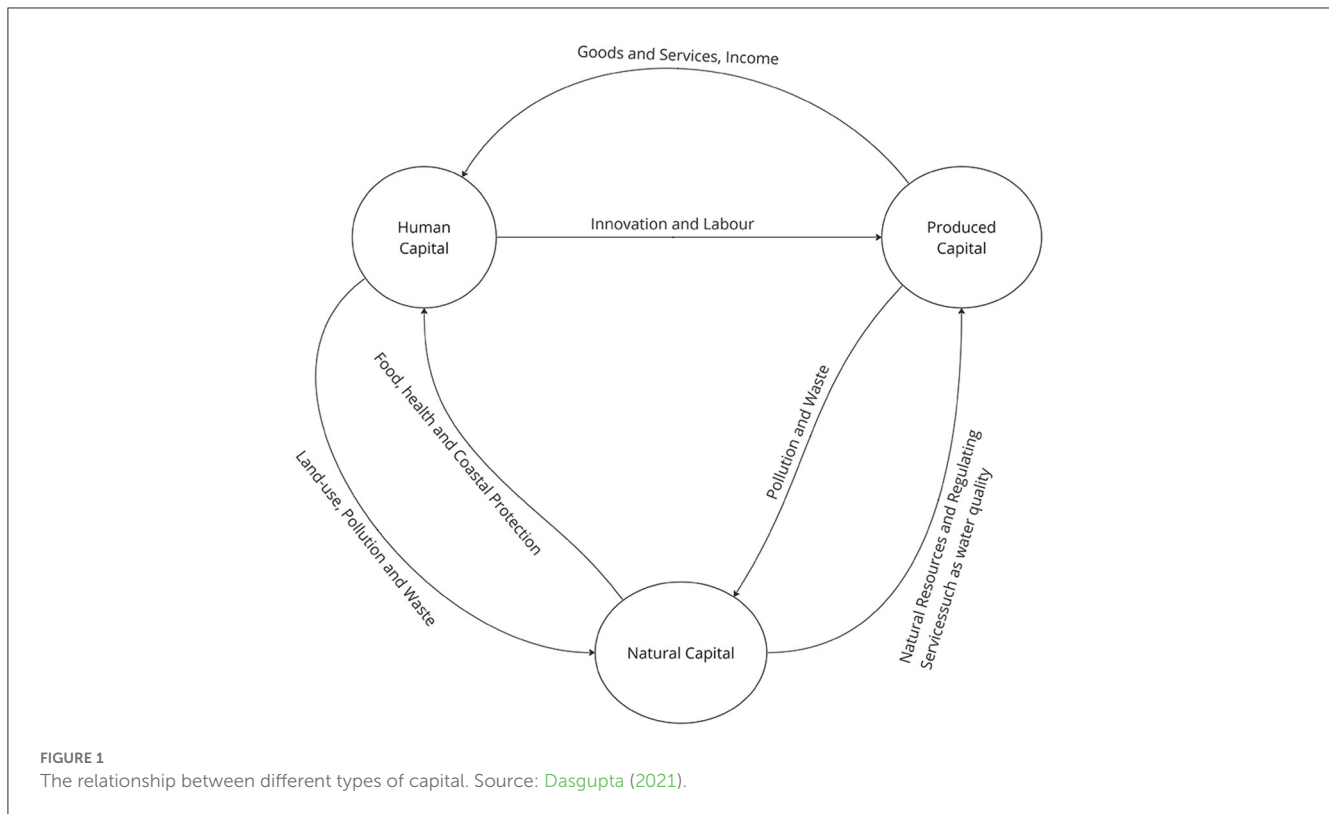 Goods and Services, Income
Human
Capital
Innovation and Labour
Produced
Capital
Food, health and Coastal Protection
Land-use, Pollution and Waste
Pollution and Waste
Natural Resources and Regulating
Servicessuch as water quality
Natural Capital
FIGURE 1
The relationship between different types of capital. Source: Dasgupta (2021).